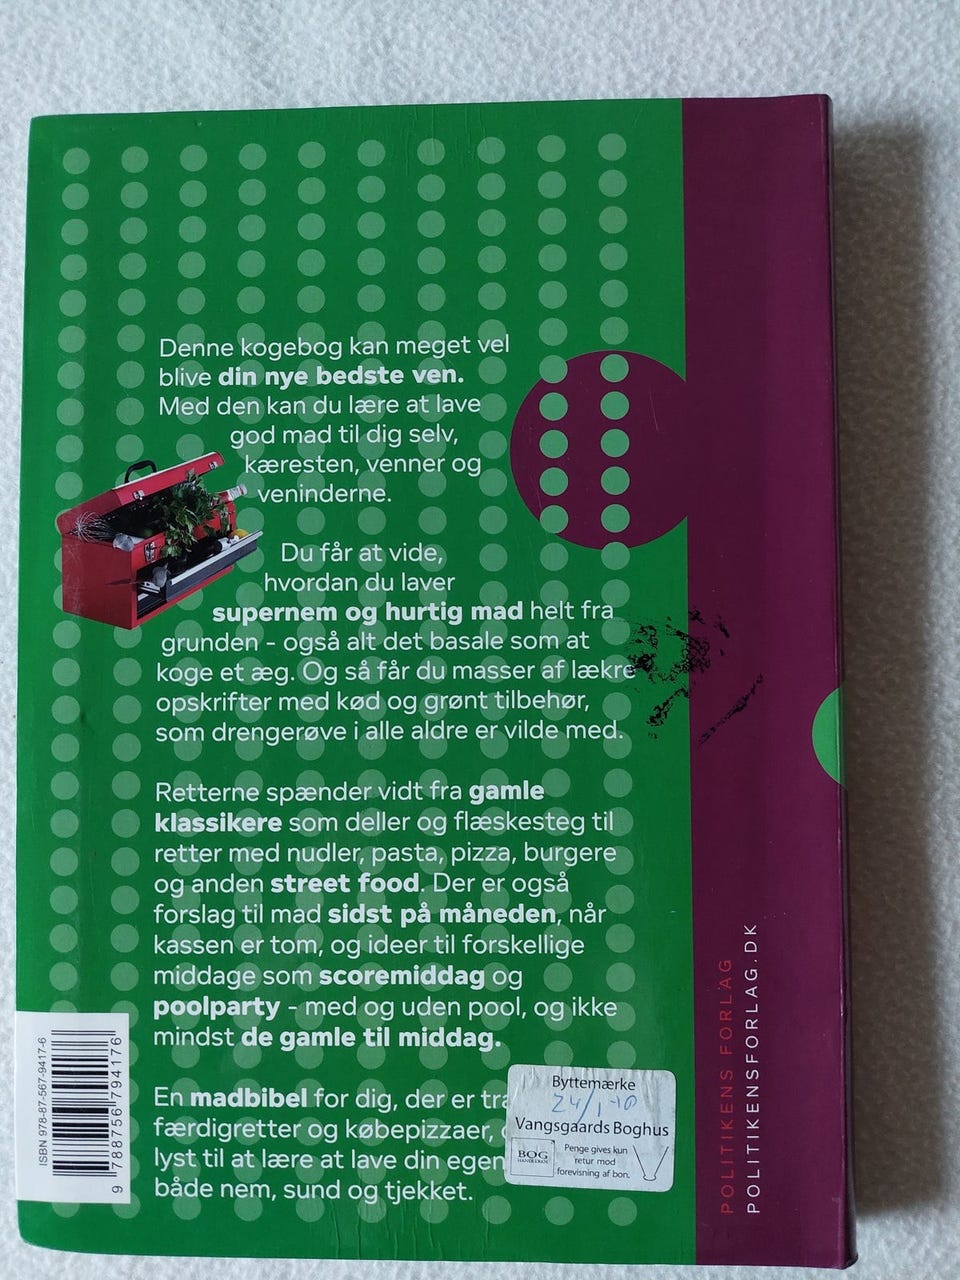 Denne kogebog kan meget vel
blive din nye bedste ven.
Med den kan du lære at lave
god mad til dig selv,
kæresten, venner og
veninderne.
Du får at vide,
hvordan du laver
supernem og hurtig mad helt fra
grunden - også alt det basale som at
koge et æg. Og så får du masser af lækre
opskrifter med kød og grønt tilbehør,
som drengerøve i alle aldre er vilde med.
Retterne spænder vidt fra gamle
klassikere som deller og flæskesteg til
retter med nudler, pasta, pizza, burgere
og anden street food. Der er også
forslag til mad sidst på måneden, når
kassen er tom, og ideer til forskellige
middage som scoremiddag og
poolparty - med og uden pool, og ikke
mindst de gamle til middag.
En madbibel for dig, der er
færdigretter og købepizzaer,
lyst til at lære at lave din egen
både nem, sund og tjekket.
Byttemærke
24/1-10
Vangsgaards Boghus
BOG
HANDLEREN
Penge gives kun
retur mod
forevisning af bon.
ISBN 978-87-567-9417-6
9 788756 794176
POLITIKENS FORLAG
POLITIKENSFORLAG.DK